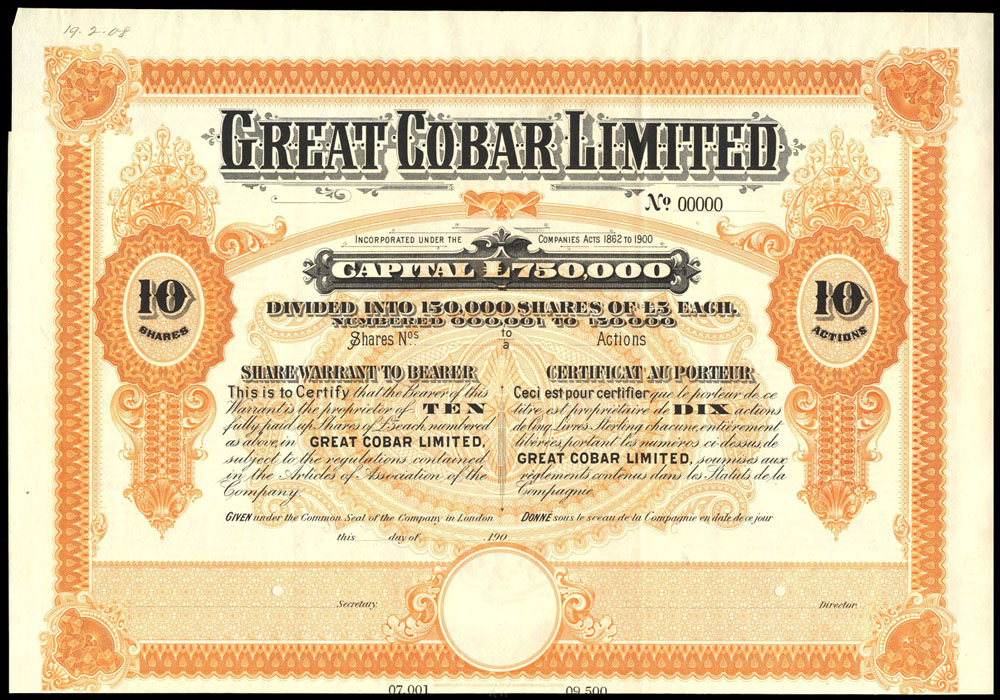 19.2.08
GREAT COBAR LIMITED
No 00000
INCORPORATED UNDER THE COMPANIES ACTS 1862 TO 1900
CAPITAL £750,000
DIVIDED INTO 150,000 SHARES OF £5 EACH.
NUMBERED 000,001 TO 150,000
Shares Nos to Actions
a
10
SHARES
10
ACTIONS
SHARE WARRANT TO BEARER
This is to Certify that the Bearer of this
Warrant is the proprietor of TEN
fully paid up Shares of £5 each, numbered
as above, in GREAT COBAR LIMITED,
subject to the regulations contained
in the Articles of Association of the
Company.
CERTIFICAT AU PORTEUR
Ceci est pour certifier que le porteur de ce
titre est propriétaire de DIX actions
de Cinq Livres Sterling chacune, entièrement
libérées, portant les numéros ci-dessus, de
GREAT COBAR LIMITED, soumises aux
règlements contenus dans les Statuts de la
Compagnie.
GIVEN under the Common Seal of the Company in London DONNÉ sous le sceau de la Compagnie en date de ce jour
this day of , 190
Secretary. Director.
07,001 09,500